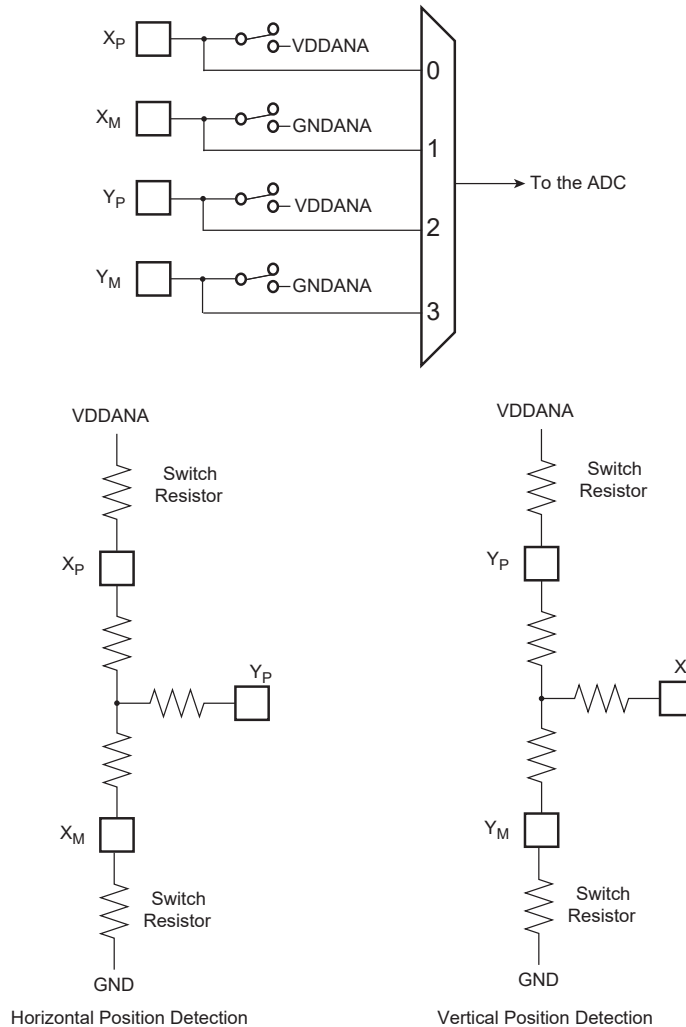 XP
VDDANA
0
XM
GNDANA
1
To the ADC
YP
VDDANA
2
YM
GNDANA
3
VDDANA
Switch
Resistor
XP
YP
XM
Switch
Resistor
GND
Horizontal Position Detection
VDDANA
Switch
Resistor
YP
X
YM
Switch
Resistor
GND
Vertical Position Detection